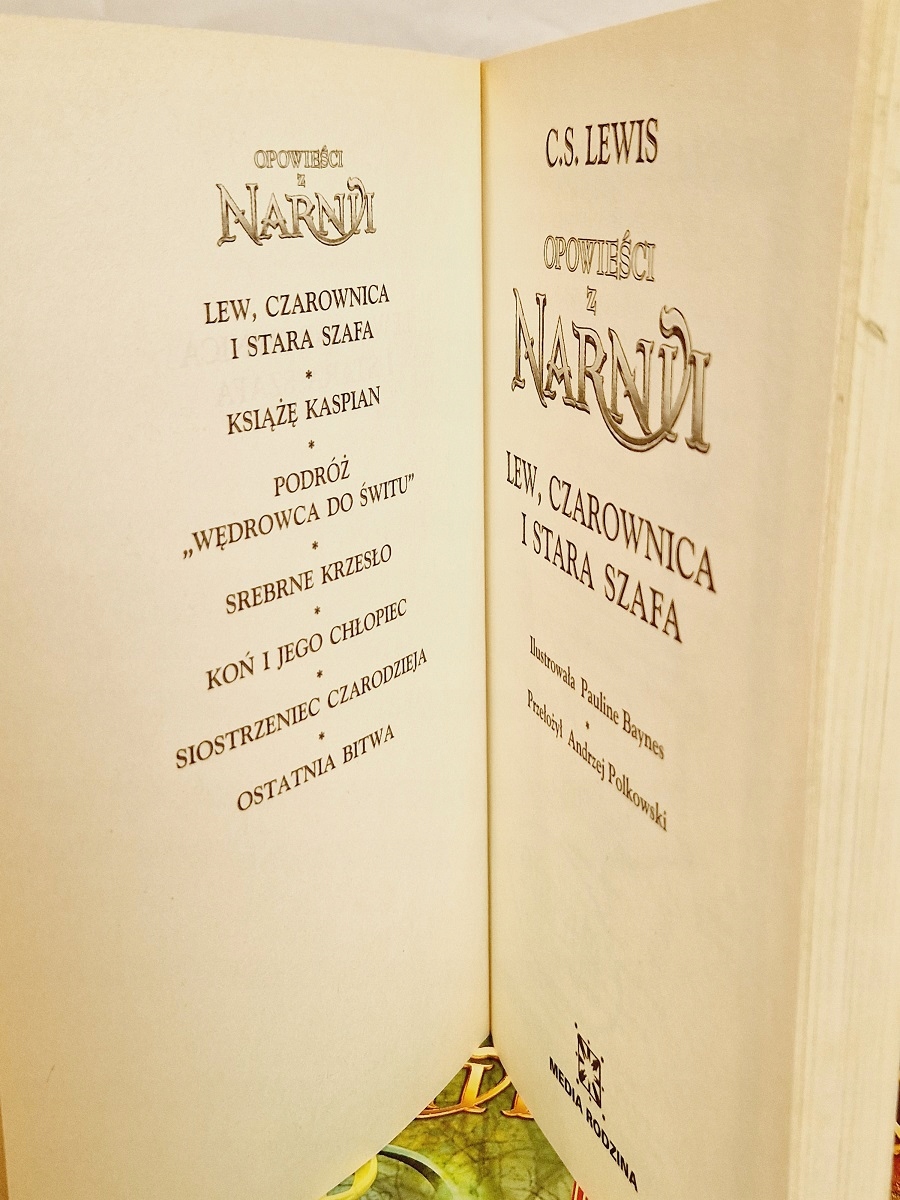 OPOWIEŚCI
Z
NARNII
LEW, CZAROWNICA
I STARA SZAFA
*
KSIĄŻĘ KASPIAN
*
PODRÓŻ
„WĘDROWCA DO ŚWITU”
*
SREBRNE KRZESŁO
*
KOŃ I JEGO CHŁOPIEC
*
SIOSTRZENIEC CZARODZIEJA
*
OSTATNIA BITWA
C.S. LEWIS
OPOWIEŚCI
Z
NARNII
LEW, CZAROWNICA
I STARA SZAFA
Ilustrowała Pauline Baynes
*
Przełożył Andrzej Polkowski
MEDIA RODZINA